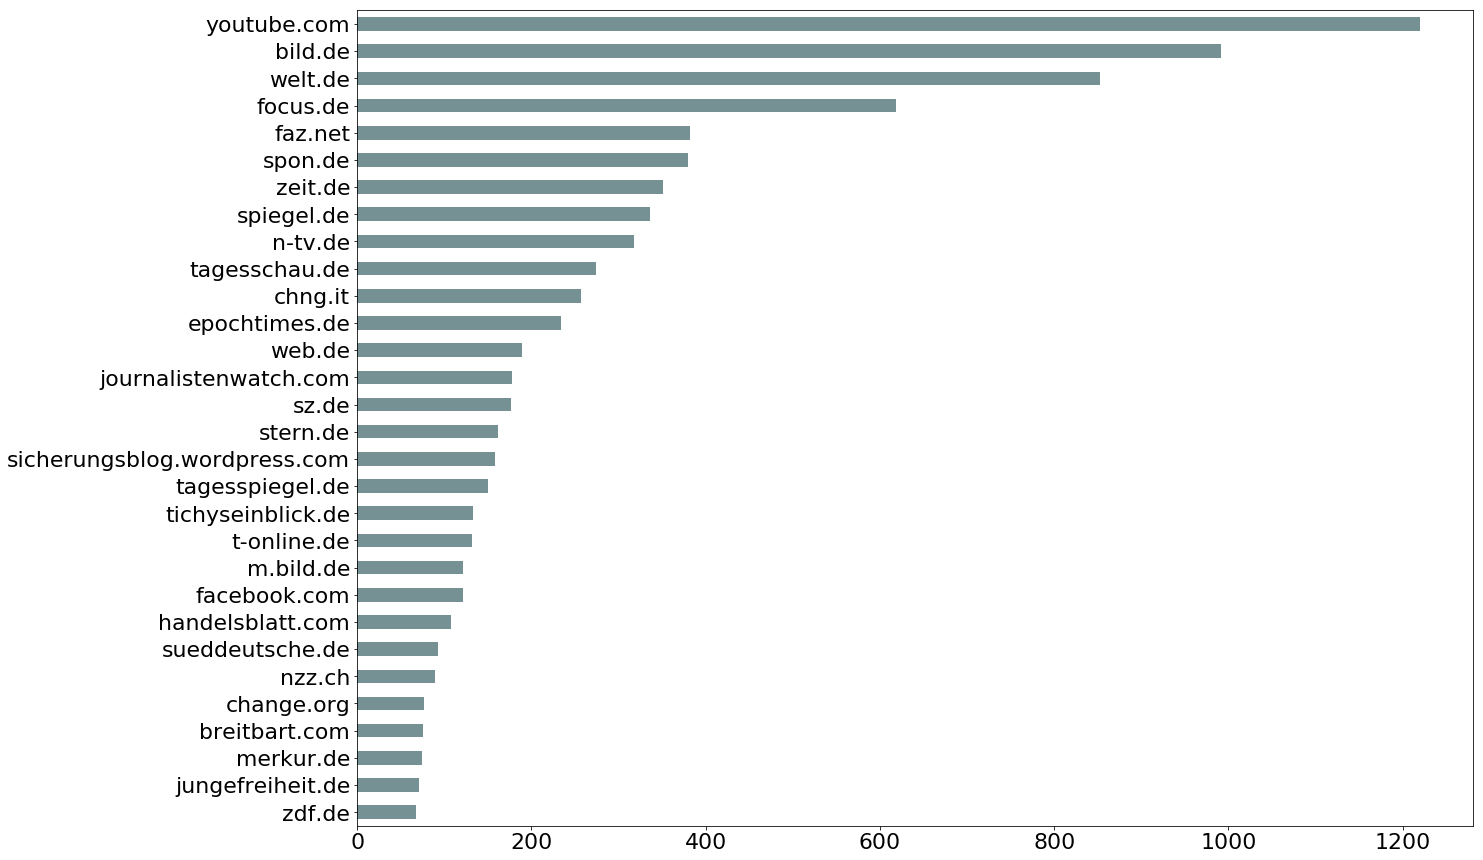 youtube.com
bild.de
welt.de
focus.de
faz.net
spon.de
zeit.de
spiegel.de
n-tv.de
tagesschau.de
chng.it
epochtimes.de
web.de
journalistenwatch.com
sz.de
stern.de
sicherungsblog.wordpress.com
tagesspiegel.de
tichyseinblick.de
t-online.de
m.bild.de
facebook.com
handelsblatt.com
sueddeutsche.de
nzz.ch
change.org
breitbart.com
merkur.de
jungefreiheit.de
zdf.de
0 200 400 600 800 1000 1200